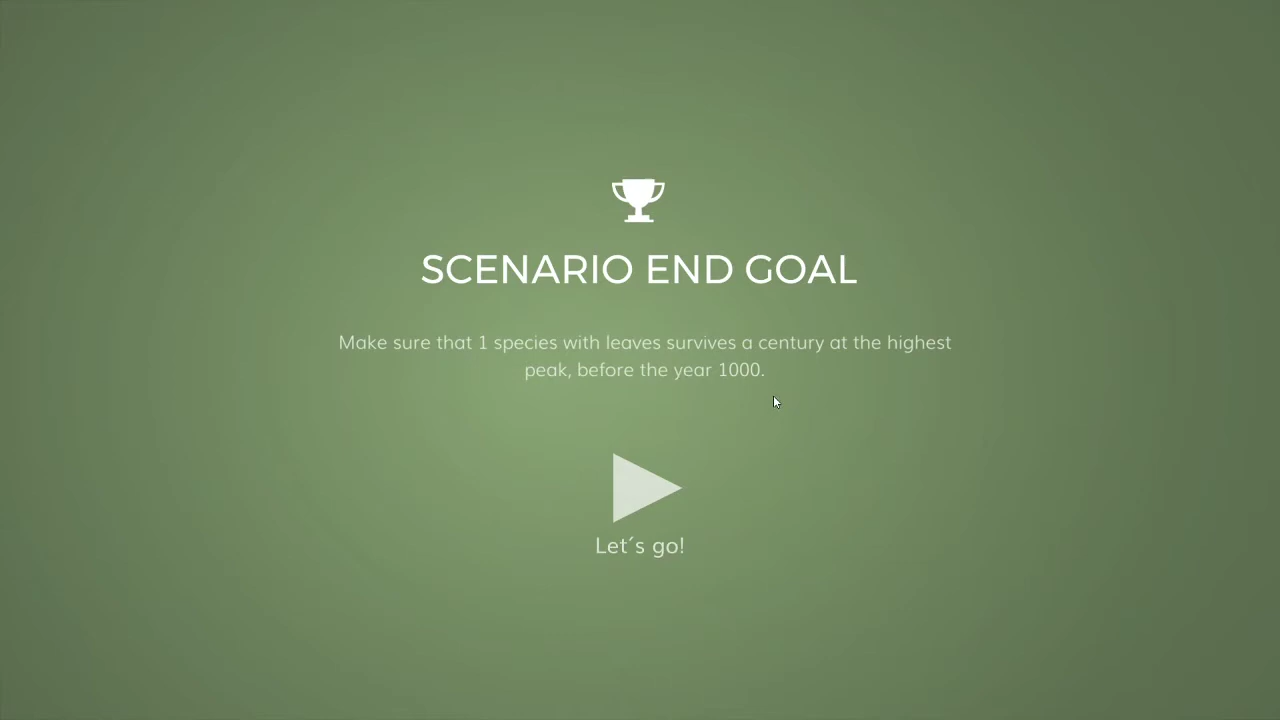 SCENARIO END GOAL
Make sure that 1 species with leaves survives a century at the highest
peak, before the year 1000.
Let´s go!